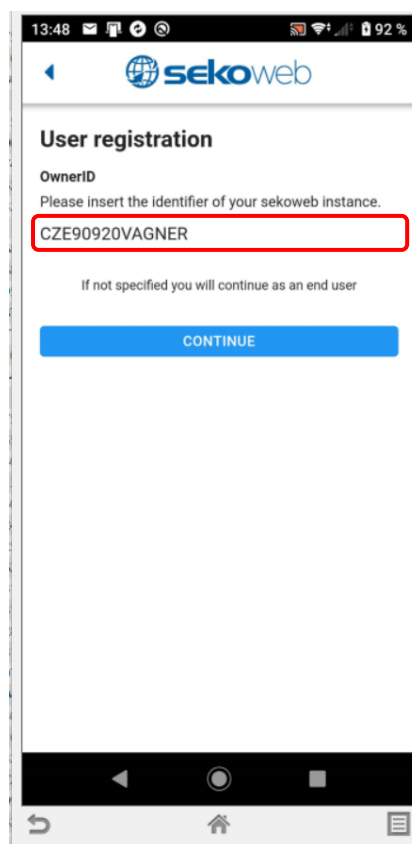 13:48 92 %
sekoweb
User registration
OwnerID
Please insert the identifier of your sekoweb instance.
CZE90920VAGNER
If not specified you will continue as an end user
CONTINUE